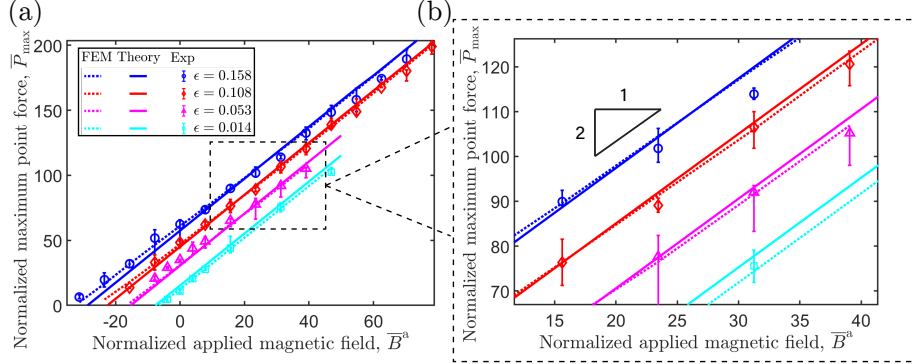 (a)
Normalized maximum point force, P̅max
200
150
100
50
0
-20
0
20
40
60
Normalized applied magnetic field, B̅ᵃ
FEM Theory Exp
ϵ = 0.158
ϵ = 0.108
ϵ = 0.053
ϵ = 0.014
(b)
Normalized maximum point force, P̅max
120
110
100
90
80
70
15
20
25
30
35
40
Normalized applied magnetic field, B̅ᵃ
1
2